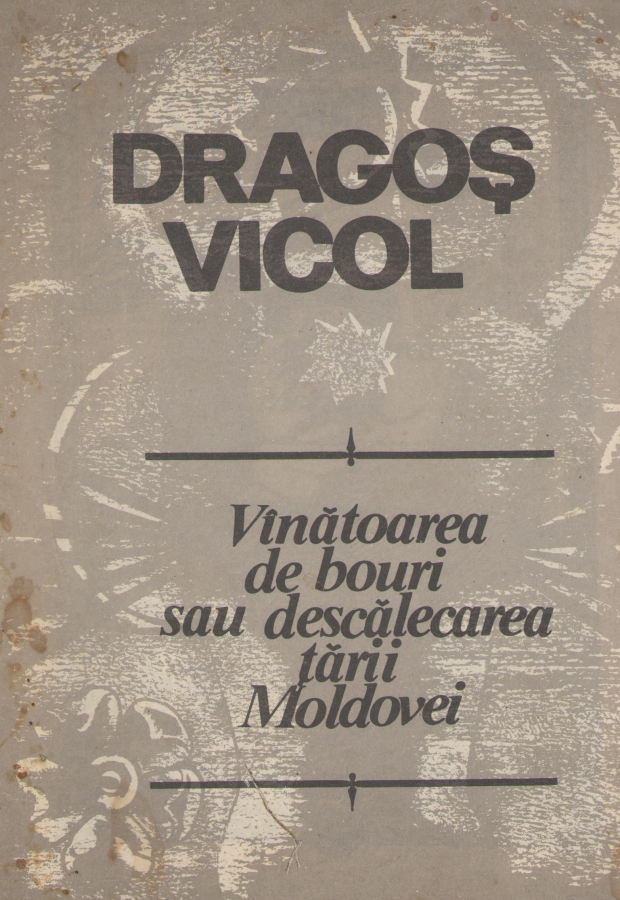 DRAGOȘ
VICOL
Vînătoarea
de bouri
sau descălecarea
țării
Moldovei